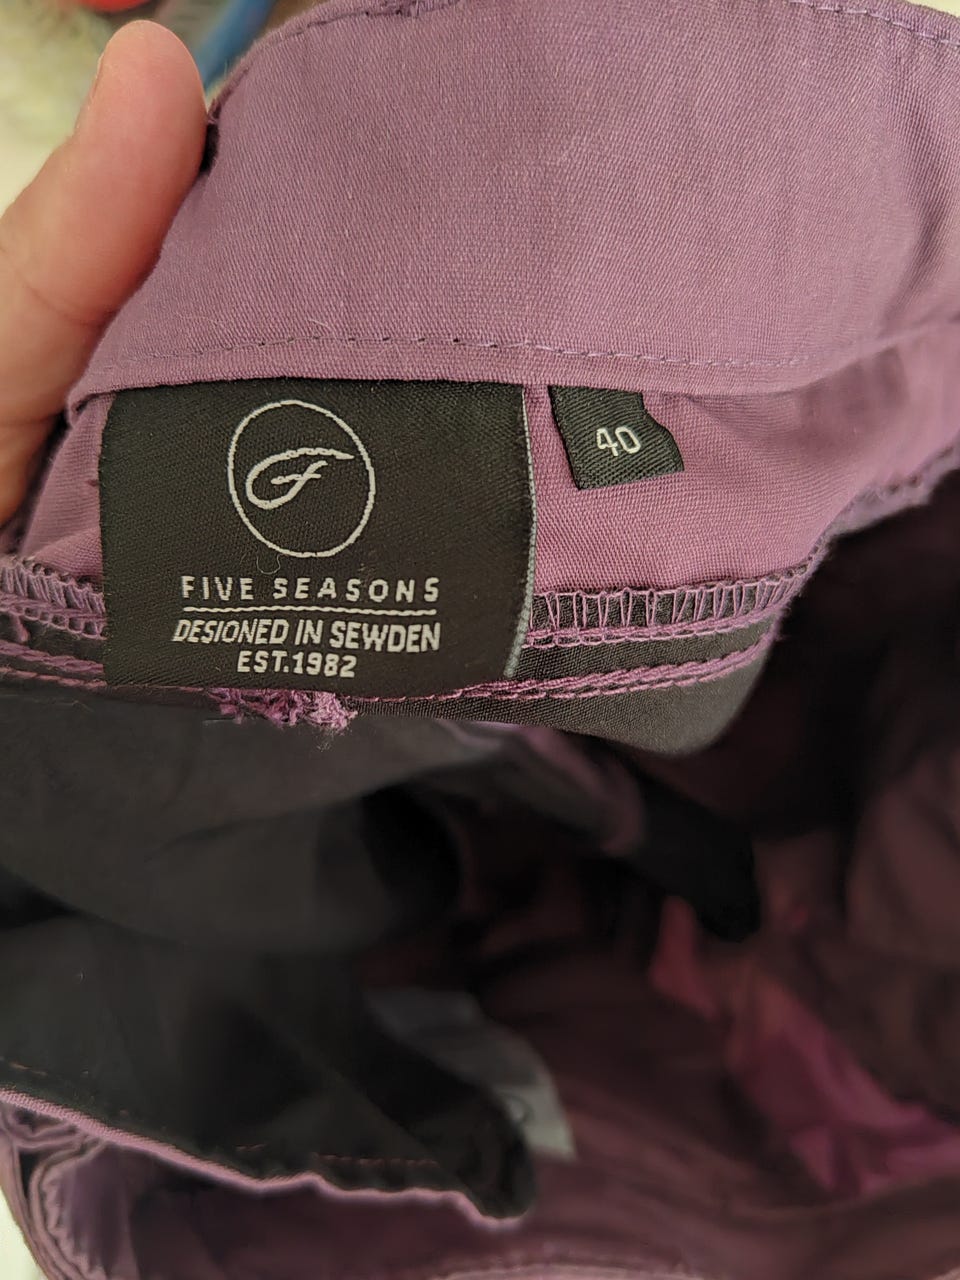 FIVE SEASONS
DESIONED IN SEWDEN
EST.1982
40